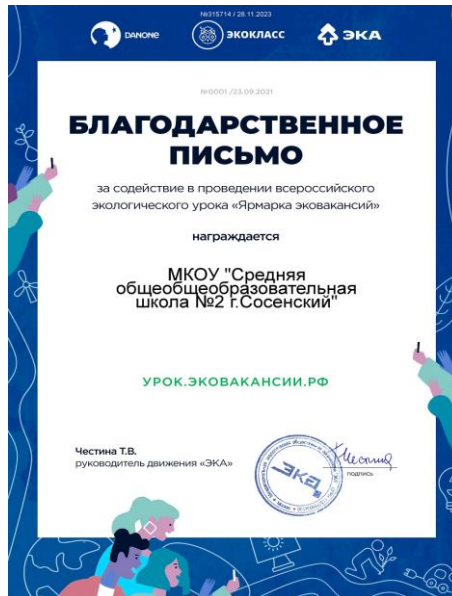 №315714 / 28.11.2023
DANONE
ЭКОКЛАСС
ЭКА
№0001 /23.09.2021
БЛАГОДАРСТВЕННОЕ
ПИСЬМО
за содействие в проведении всероссийского
экологического урока «Ярмарка эковакансий»
награждается
МКОУ "Средняя
общеобщеобразовательная
школа №2 г.Сосенский"
УРОК.ЭКОВАКАНСИИ.РФ
Честина Т.В.
руководитель движения «ЭКА»
ЭКА
подпись